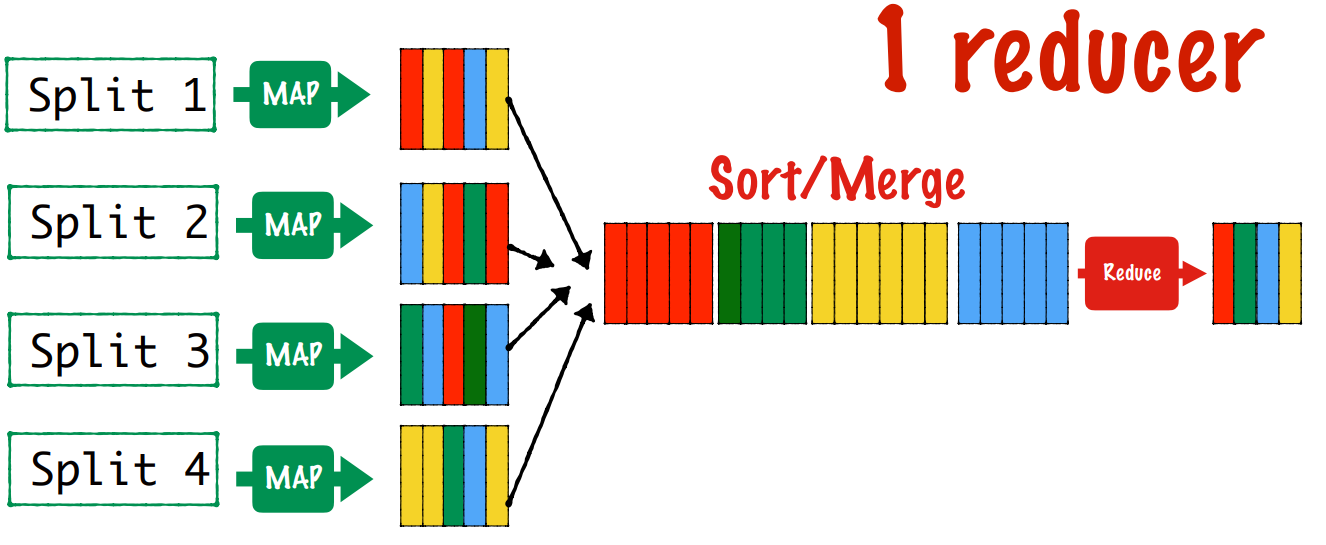 1 reducer
Split 1
MAP
Sort/Merge
Split 2
MAP
Reduce
Split 3
MAP
Split 4
MAP